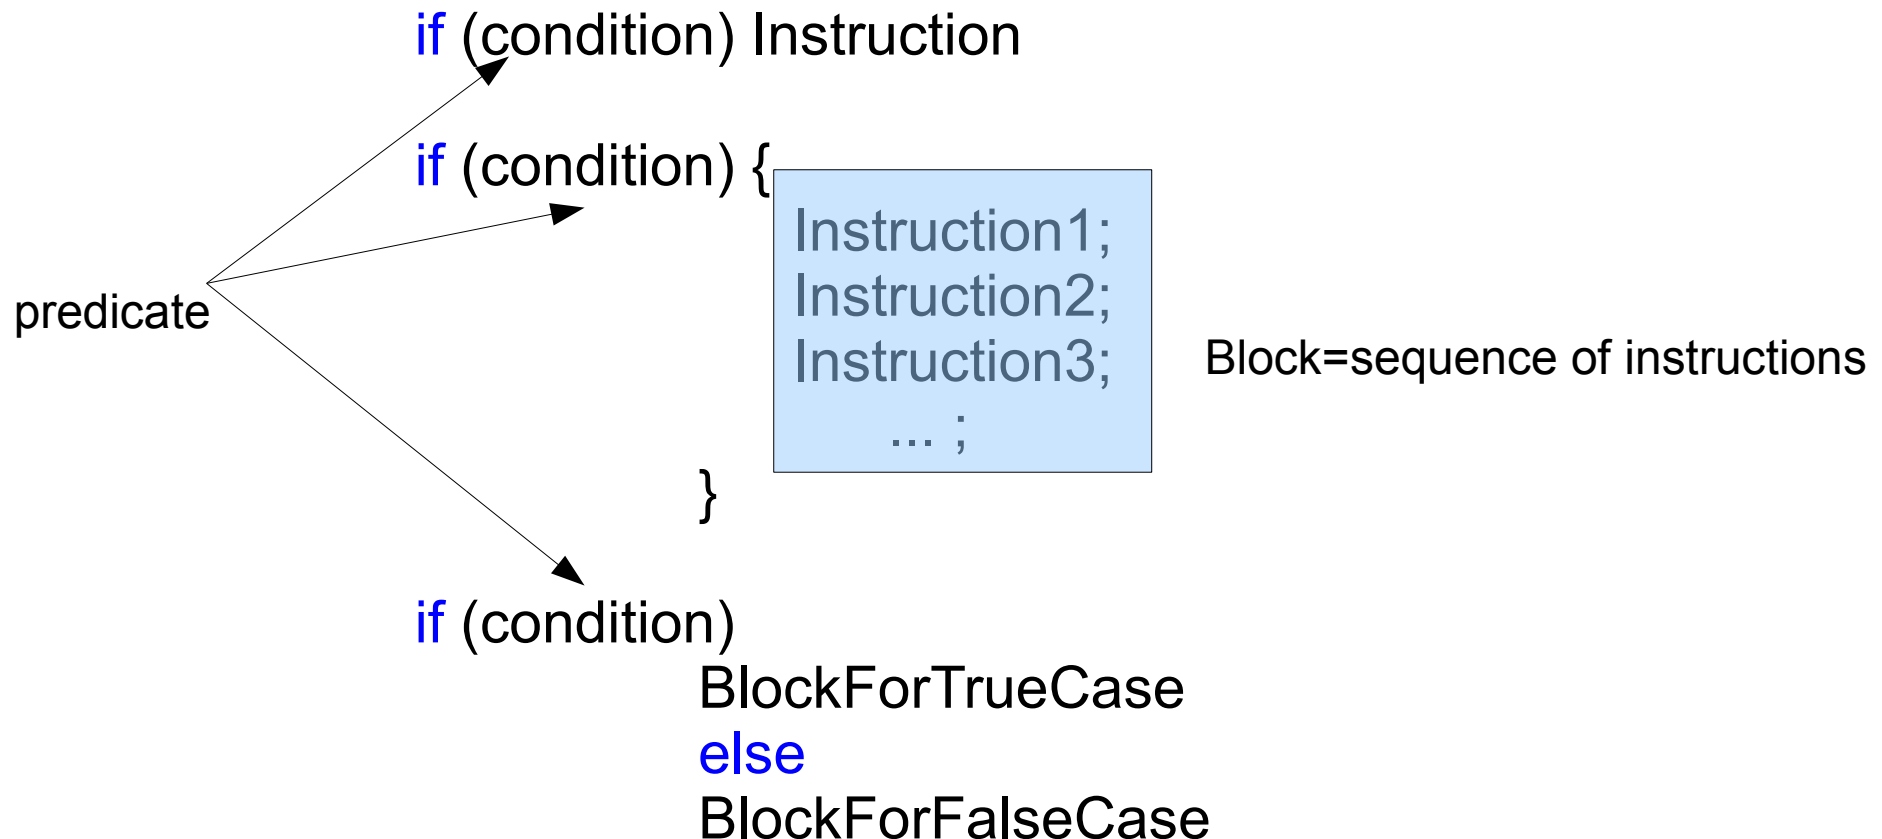 if (condition) Instruction
if (condition) {
Instruction1;
Instruction2;
Instruction3;
... ;
}
predicate
Block=sequence of instructions
if (condition)
BlockForTrueCase
else
BlockForFalseCase